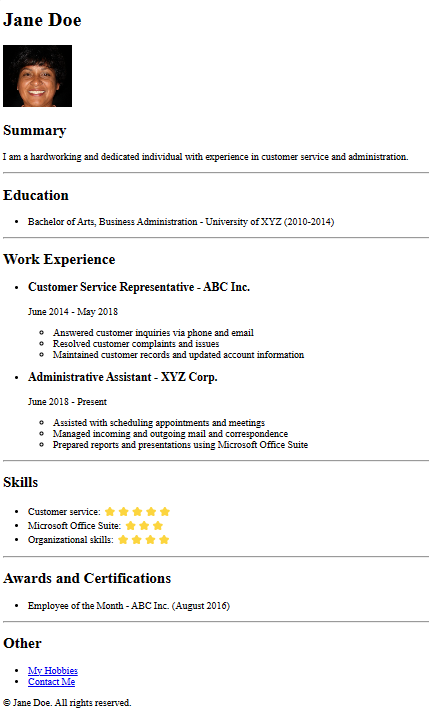 Jane Doe
Summary
I am a hardworking and dedicated individual with experience in customer service and administration.
Education
Bachelor of Arts, Business Administration - University of XYZ (2010-2014)
Work Experience
Customer Service Representative - ABC Inc.
June 2014 - May 2018
Answered customer inquiries via phone and email
Resolved customer complaints and issues
Maintained customer records and updated account information
Administrative Assistant - XYZ Corp.
June 2018 - Present
Assisted with scheduling appointments and meetings
Managed incoming and outgoing mail and correspondence
Prepared reports and presentations using Microsoft Office Suite
Skills
Customer service: ⭐⭐⭐⭐⭐
Microsoft Office Suite: ⭐⭐⭐
Organizational skills: ⭐⭐⭐⭐
Awards and Certifications
Employee of the Month - ABC Inc. (August 2016)
Other
My Hobbies
Contact Me
© Jane Doe. All rights reserved.